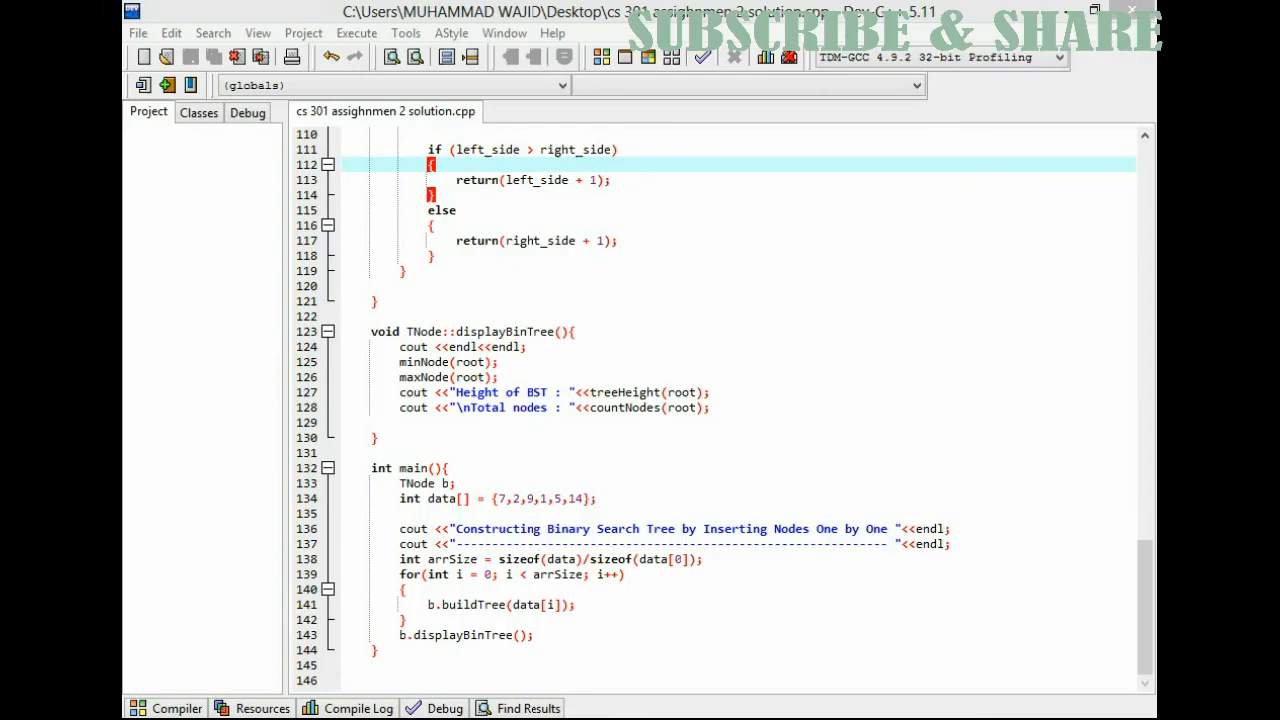 C:\Users\MUHAMMAD WAJID\Desktop\cs 301 assighnmen 2 solution.cpp - Dev-C++ 5.11
SUBSCRIBE & SHARE
File Edit Search View Project Execute Tools AStyle Window Help
TDM-GCC 4.9.2 32-bit Profiling
(globals)
Project Classes Debug cs 301 assighnmen 2 solution.cpp
110
111 if (left_side > right_side)
112 {
113 return(left_side + 1);
114 }
115 else
116 {
117 return(right_side + 1);
118 }
119 }
120
121 }
122
123 void TNode::displayBinTree(){
124 cout <<endl<<endl;
125 minNode(root);
126 maxNode(root);
127 cout <<"Height of BST : "<<treeHeight(root);
128 cout <<"\nTotal nodes : "<<countNodes(root);
129
130 }
131
132 int main(){
133 TNode b;
134 int data[] = {7,2,9,1,5,14};
135
136 cout <<"Constructing Binary Search Tree by Inserting Nodes One by One "<<endl;
137 cout <<"------------------------------------------------------------- "<<endl;
138 int arrSize = sizeof(data)/sizeof(data[0]);
139 for(int i = 0; i < arrSize; i++)
140 {
141 b.buildTree(data[i]);
142 }
143 b.displayBinTree();
144 }
145
146
Compiler Resources Compile Log Debug Find Results